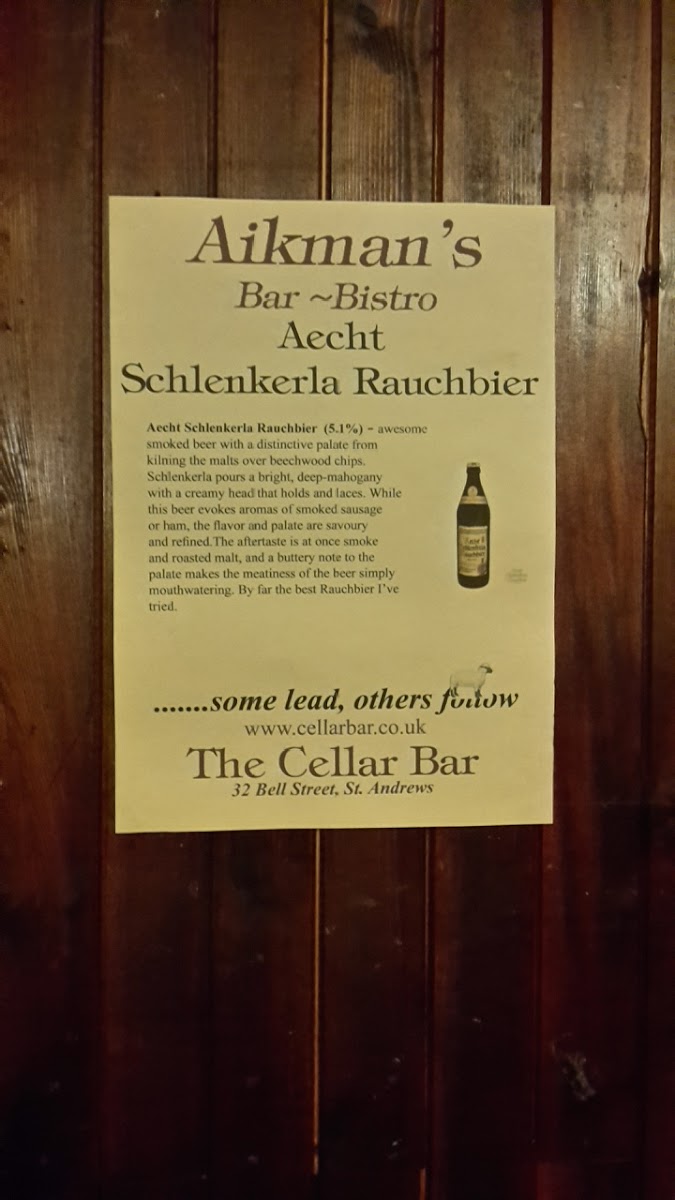 Aikman's
Bar ~Bistro
Aecht
Schlenkerla Rauchbier
Aecht Schlenkerla Rauchbier (5.1%) – awesome
smoked beer with a distinctive palate from
kilning the malts over beechwood chips.
Schlenkerla pours a bright, deep-mahogany
with a creamy head that holds and laces. While
this beer evokes aromas of smoked sausage
or ham, the flavor and palate are savoury
and refined.The aftertaste is at once smoke
and roasted malt, and a buttery note to the
palate makes the meatiness of the beer simply
mouthwatering. By far the best Rauchbier I've
tried.
.......some lead, others follow
www.cellarbar.co.uk
The Cellar Bar
32 Bell Street, St. Andrews